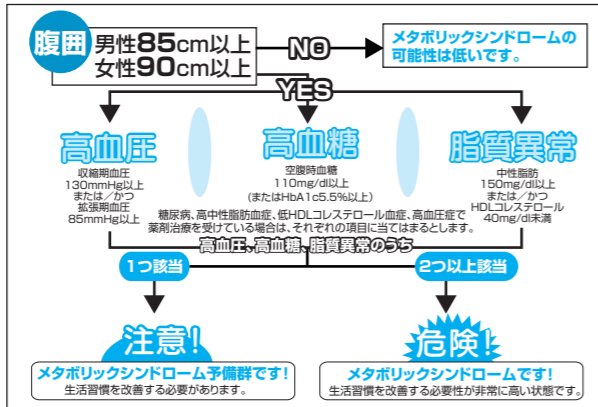 腹囲
男性85cm以上
女性90cm以上
NO
メタボリックシンドロームの
可能性は低いです。
YES
高血圧
収縮期血圧
130mmHg以上
または/かつ
拡張期血圧
85mmHg以上
高血糖
空腹時血糖
110mg/dl以上
(またはHbA1c5.5%以上)
脂質異常
中性脂肪
150mg/dl以上
または/かつ
HDLコレステロール
40mg/dl未満
糖尿病、高中性脂肪血症、低HDLコレステロール血症、高血圧症で
薬剤治療を受けている場合は、それぞれの項目に当てはまるとします。
高血圧、高血糖、脂質異常のうち
1つ該当
2つ以上該当
注意!
メタボリックシンドローム予備群です!
生活習慣を改善する必要があります。
危険!
メタボリックシンドロームです!
生活習慣を改善する必要性が非常に高い状態です。